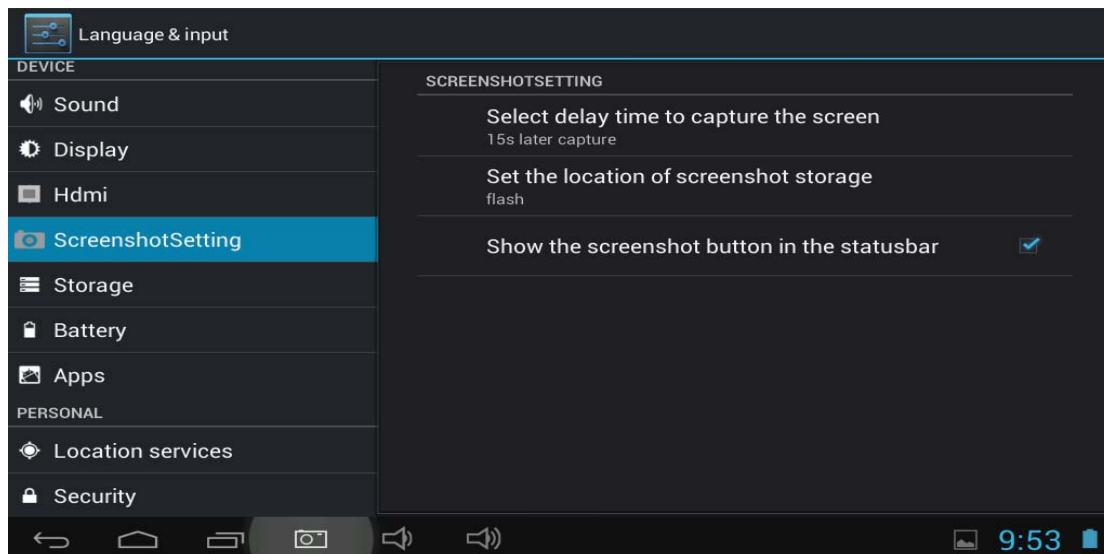 Language & input
DEVICE
Sound
Display
Hdmi
ScreenshotSetting
Storage
Battery
Apps
PERSONAL
Location services
Security
SCREENSHOTSETTING
Select delay time to capture the screen
15s later capture
Set the location of screenshot storage
flash
Show the screenshot button in the statusbar
9:53